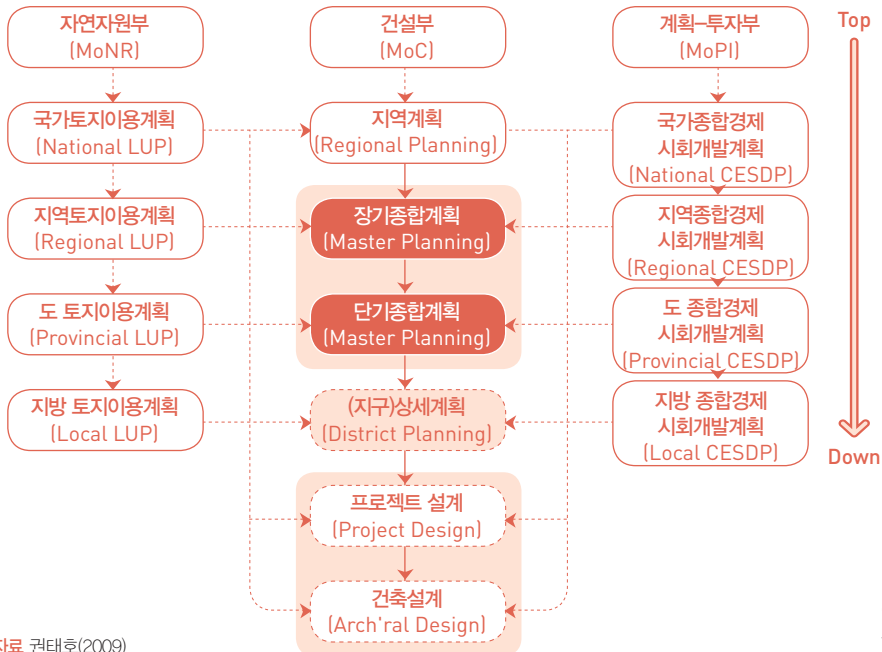 자연자원부
(MoNR)
건설부
(MoC)
계획-투자부
(MoPI)
Top
국가토지이용계획
(National LUP)
지역계획
(Regional Planning)
국가종합경제
시회개발계획
(National CESDP)
지역토지이용계획
(Regional LUP)
장기종합계획
(Master Planning)
지역종합경제
시회개발계획
(Regional CESDP)
도 토지이용계획
(Provincial LUP)
단기종합계획
(Master Planning)
도 종합경제
시회개발계획
(Provincial CESDP)
지방 토지이용계획
(Local LUP)
(지구)상세계획
(District Planning)
지방 종합경제
시회개발계획
(Local CESDP)
Down
프로젝트 설계
(Project Design)
건축설계
(Arch'ral Design)
자료 권태호(2009)